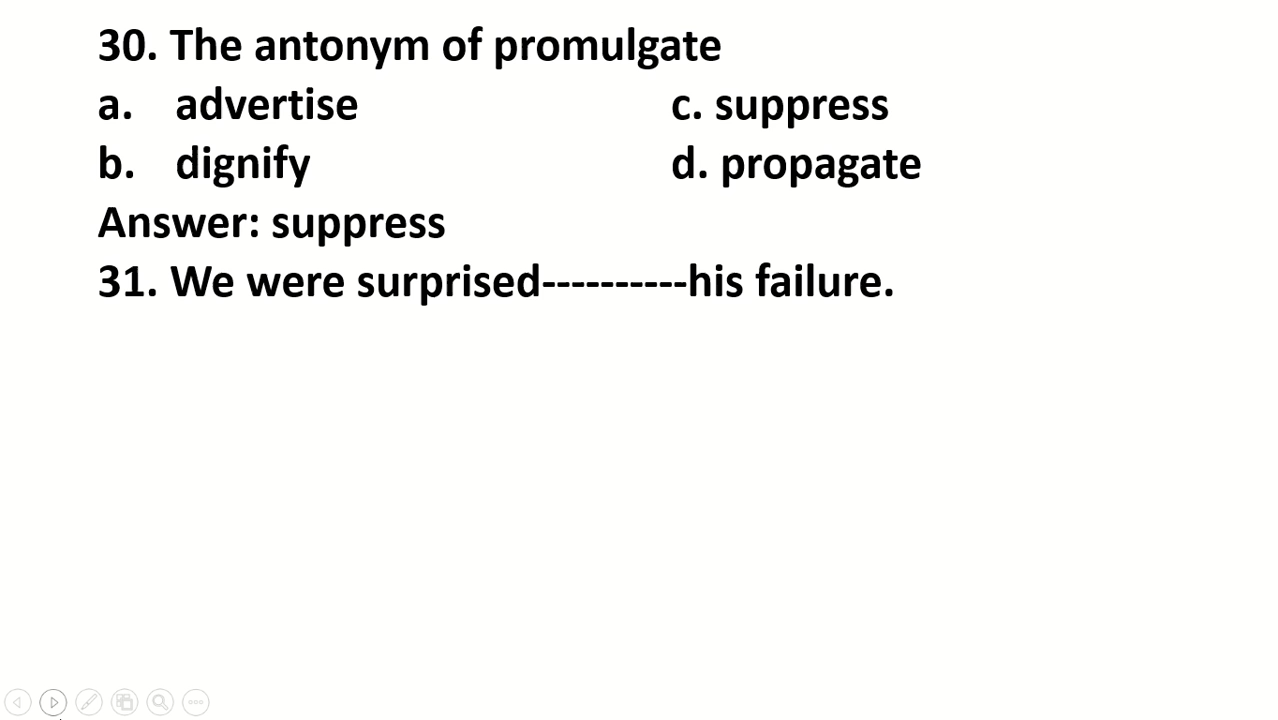 30. The antonym of promulgate
a. advertise c. suppress
b. dignify d. propagate
Answer: suppress
31. We were surprised----------his failure.